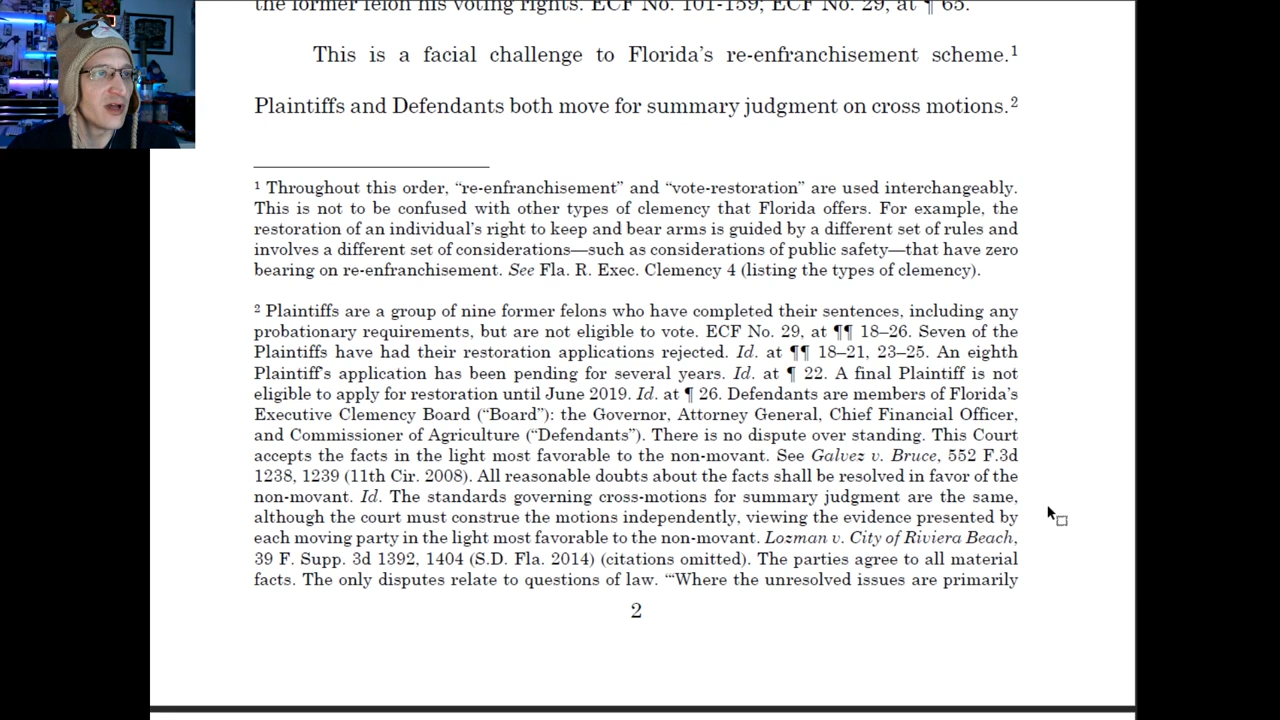 the former felon his voting rights. ECF No. 101-159; ECF No. 29, at ¶ 65.
This is a facial challenge to Florida’s re-enfranchisement scheme.¹
Plaintiffs and Defendants both move for summary judgment on cross motions.²
¹ Throughout this order, “re-enfranchisement” and “vote-restoration” are used interchangeably.
This is not to be confused with other types of clemency that Florida offers. For example, the
restoration of an individual’s right to keep and bear arms is guided by a different set of rules and
involves a different set of considerations—such as considerations of public safety—that have zero
bearing on re-enfranchisement. See Fla. R. Exec. Clemency 4 (listing the types of clemency).
² Plaintiffs are a group of nine former felons who have completed their sentences, including any
probationary requirements, but are not eligible to vote. ECF No. 29, at ¶¶ 18–26. Seven of the
Plaintiffs have had their restoration applications rejected. Id. at ¶¶ 18–21, 23–25. An eighth
Plaintiff’s application has been pending for several years. Id. at ¶ 22. A final Plaintiff is not
eligible to apply for restoration until June 2019. Id. at ¶ 26. Defendants are members of Florida’s
Executive Clemency Board (“Board”): the Governor, Attorney General, Chief Financial Officer,
and Commissioner of Agriculture (“Defendants”). There is no dispute over standing. This Court
accepts the facts in the light most favorable to the non-movant. See Galvez v. Bruce, 552 F.3d
1238, 1239 (11th Cir. 2008). All reasonable doubts about the facts shall be resolved in favor of the
non-movant. Id. The standards governing cross-motions for summary judgment are the same,
although the court must construe the motions independently, viewing the evidence presented by
each moving party in the light most favorable to the non-movant. Lozman v. City of Riviera Beach,
39 F. Supp. 3d 1392, 1404 (S.D. Fla. 2014) (citations omitted). The parties agree to all material
facts. The only disputes relate to questions of law. “‘Where the unresolved issues are primarily
2